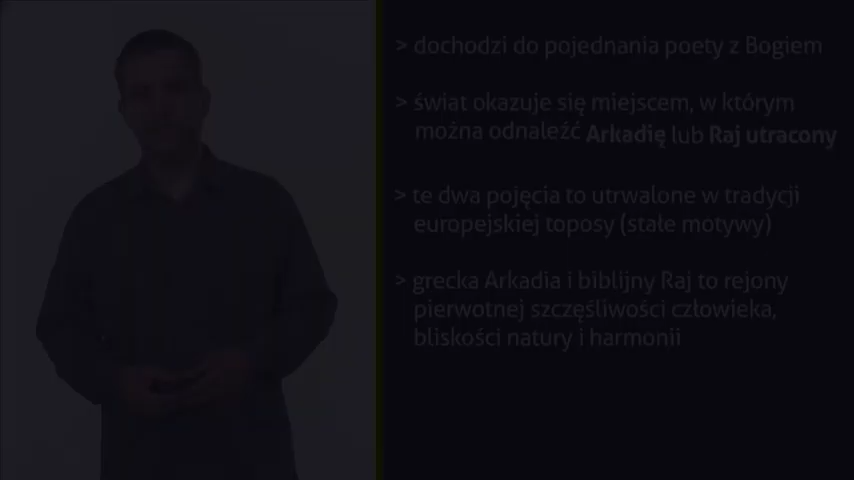 > dochodzi do pojednania poety z Bogiem
> świat okazuje się miejscem, w którym
można odnaleźć Arkadię lub Raj utracony
> te dwa pojęcia to utrwalone w tradycji
europejskiej toposy (stałe motywy)
> grecka Arkadia i biblijny Raj to rejony
pierwotnej szczęśliwości człowieka,
bliskości natury i harmonii